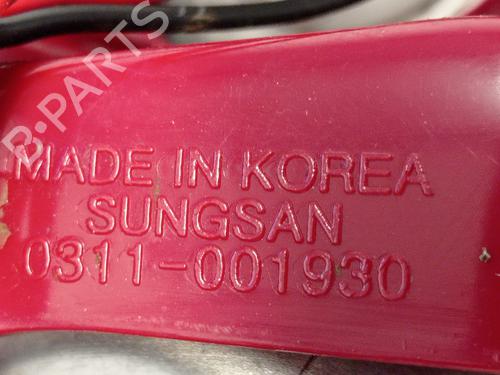 B-PARTS
MADE IN KOREA
SUNGSAN
0311-001930